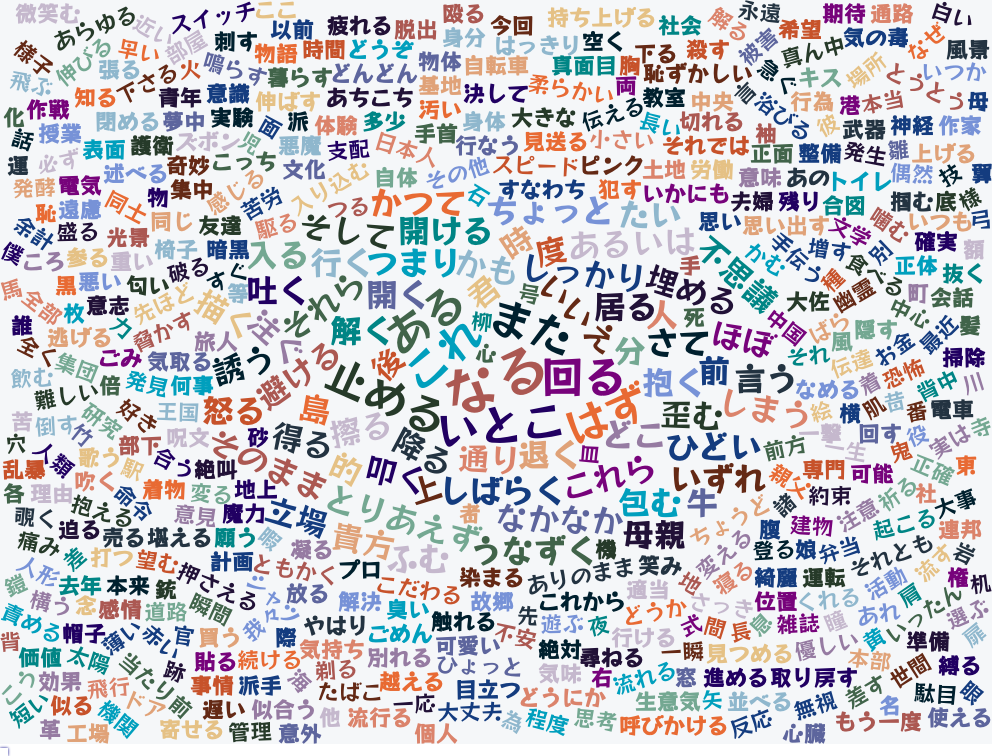 微笑む あらゆる 近い スイッチ ここ 以前 疲れる 脱出 殴る 今回 持ち上げる 社会 解る 永遠 希望 期待 通路 白い
様子 伸びる 早い 部屋 刺す 物語 時間 どうぞ 身分 はっきり 空く 下る 殺す 被害 真ん中 気の毒 なぜ 風景
飛ぶ 張る 下さる 火 鳴らす 暮らす どんどん 物体 自転車 真面目 胸 恥ずかしい 急ぐ キス 場所 とうとう いつか
化 作戦 知る 青年 意識 伸ばす あちこち 基地 汚い 決して 柔らかい 両 教室 中央 言 浴びる 行為 港 本当 母
話 授業 閉める 夢中 実験 面 派 体験 多少 手首 身体 大きな 伝える 長い 切れる 神 彼 武器 神経 作家
運 必ず 表面 護衛 ズボン 児 悪魔 支配 日本人 行なう 見送る 小さい それでは 正面 整備 発生 雛 上げる
発酵 電気 述べる 奇妙 こっち 文化 自体 その他 スピード ピンク 土地 労働 意味 あの トイレ 偶然 技 翼
恥 遠慮 同士 物 集中 感じる 苦労 入り込む つる かつて 石 すなわち 犯す いかにも 夫婦 残り 合図 掴む 底 様
余計 盛る 光景 同じ 友達 駆る そして 開ける ちょっと たい 思い 思い出す 文学 噛む いつも 弓
僕 ころ 参る 重い 椅子 暗黒 入る 行く つまり かも 時 度 あるいは 手 不思議 かむ 手伝う 増す 別 確実 額
馬 全部 黒 悪い 匂い 破る すぐ 等 吐く それら 開く 君 号 しっかり 埋める 大佐 幽霊 種 食べる 正体 抜く
誰 枚 意志 力 先ほど 描く 注ぐ 解く ある 柳 いい え 居る 人 死 中国 ばら 風 隠す 中心 町 会話
全く 逃げる ごみ 脅かす 旅人 後 これ 心 また 分 さて ほぼ それ 伝達 お金 最近 髪
飲む 集団 倍 発見 気取る 何事 誘う 避ける 止める なる 回る 抱く 前 言う なめる 着 恐怖 背中 掃除 川
難しい 苦 倒す 竹 研究 好き 王国 怒る 島 擦る いとこ はず どこ 歪む しまう 絵 横 肌 昔 番 電車
穴 人類 歌う 駅 部下 呪文 合う 絶叫 そのまま 砂 得る 降る 通り 退く 皿 ひどい 前方 一撃 一生 回す 鬼 役 実は 寺
乱暴 吹く 命令 着物 変る 地上 的 叩く 上 しばらく これら いずれ 親子 専門 可能 正確 東
各 理由 抱える 意見 魔力 立場 とりあえず 者 なかなか 包む 牛 ちょうど 諸 約束 注意 祈る 社 大事
覗く 迫る 売る 堪える 願う 暇 凝る 貴方 ふむ うなずく 機 母親 変える 腹 建物 登る 娘 弁当 それとも 起こる 連邦
痛み 差 打つ 望む 計画 ともかく プロ 染まる ありのまま 笑み 地 寝る 綺麗 運転 活動 流す 岩
鎧 人形 去年 本来 銃 押さえる じゃ 放る 解決 こだわる 故郷 先 これから 適当 さっき 位置 くれる あれ 肩 権 机
責める 構う 念 感情 道路 瞬間 我々 際 やはり 臭い 触れる 不安 遊ぶ 夜 どうか 式 間 長 息 雑誌 瞳 黄 いったん 選ぶ
背 帽子 薄い 赤い 官 買う 気持ち ごめん 可愛い 絶対 尋ねる 行ける 一瞬 見つめる 優しい 本部 準備 扉
価値 太陽 当たり前 跡 貼る 続ける 海 剃る 別れる ひょっと 気味 右 流れる 窓 進める 取り戻す 世間 縛る
こう 効果 飛行 ドア 事情 派手 たばこ 越える 目立つ どうにか 生意気 矢 並べる 無視 差す 駄目 眼
短い 似る 機関 遅い 似合う 他 流行る 一応 大丈夫 為 程度 思考 呼びかける 反応 もう一度 名 使える
革 工場 寄せる 管理 意外 個人 心臓